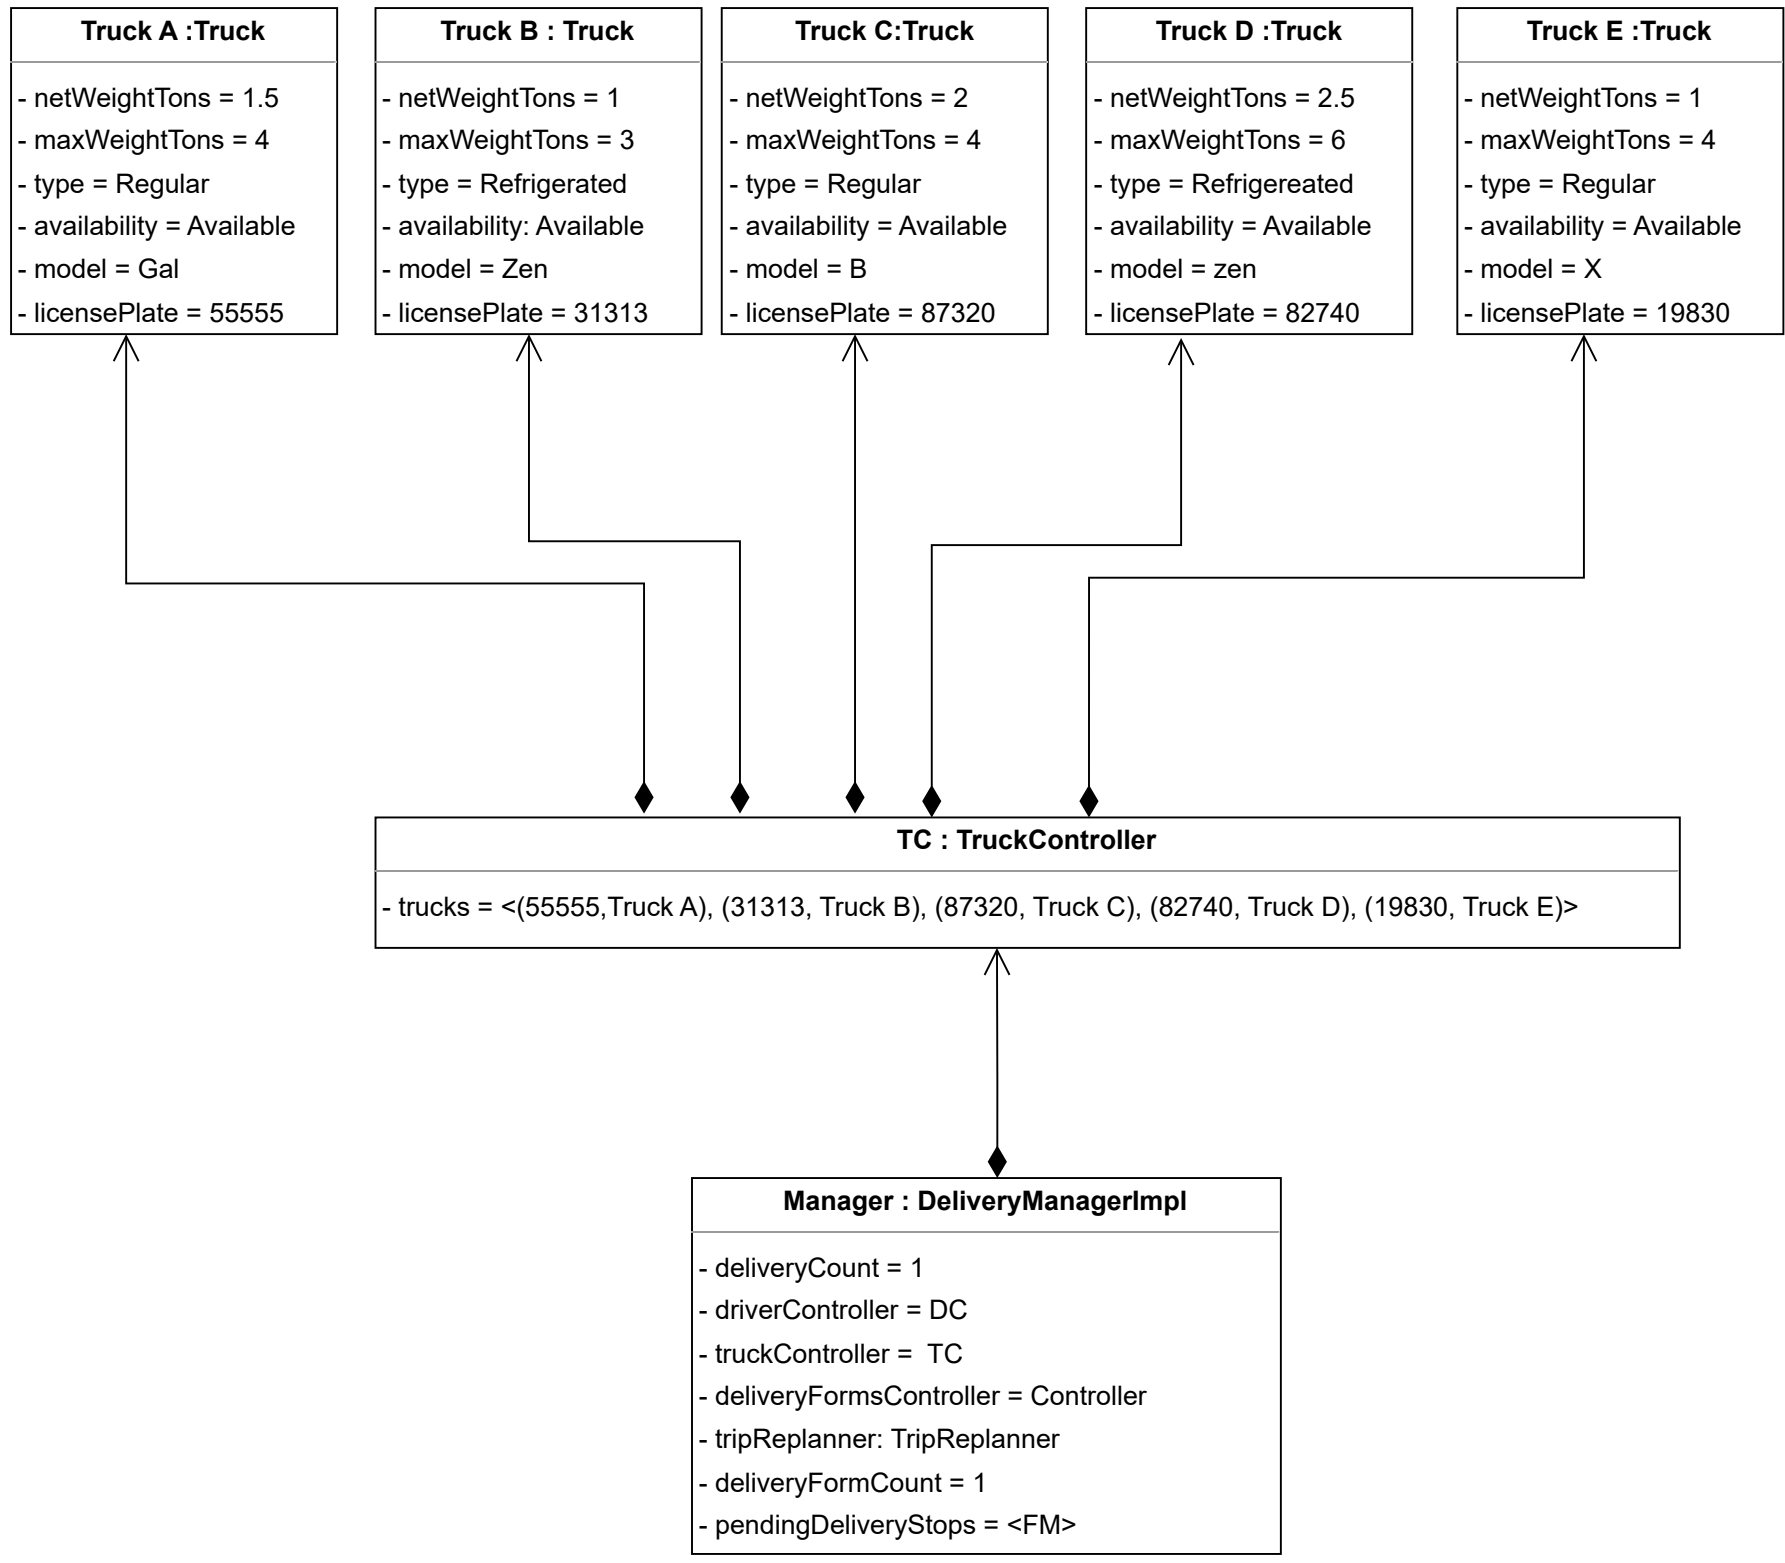 Truck A :Truck
- netWeightTons = 1.5
- maxWeightTons = 4
- type = Regular
- availability = Available
- model = Gal
- licensePlate = 55555
Truck B : Truck
- netWeightTons = 1
- maxWeightTons = 3
- type = Refrigerated
- availability: Available
- model = Zen
- licensePlate = 31313
Truck C:Truck
- netWeightTons = 2
- maxWeightTons = 4
- type = Regular
- availability = Available
- model = B
- licensePlate = 87320
Truck D :Truck
- netWeightTons = 2.5
- maxWeightTons = 6
- type = Refrigereated
- availability = Available
- model = zen
- licensePlate = 82740
Truck E :Truck
- netWeightTons = 1
- maxWeightTons = 4
- type = Regular
- availability = Available
- model = X
- licensePlate = 19830
TC : TruckController
- trucks = <(55555,Truck A), (31313, Truck B), (87320, Truck C), (82740, Truck D), (19830, Truck E)>
Manager : DeliveryManagerImpl
- deliveryCount = 1
- driverController = DC
- truckController =  TC
- deliveryFormsController = Controller
- tripReplanner: TripReplanner
- deliveryFormCount = 1
- pendingDeliveryStops = <FM>